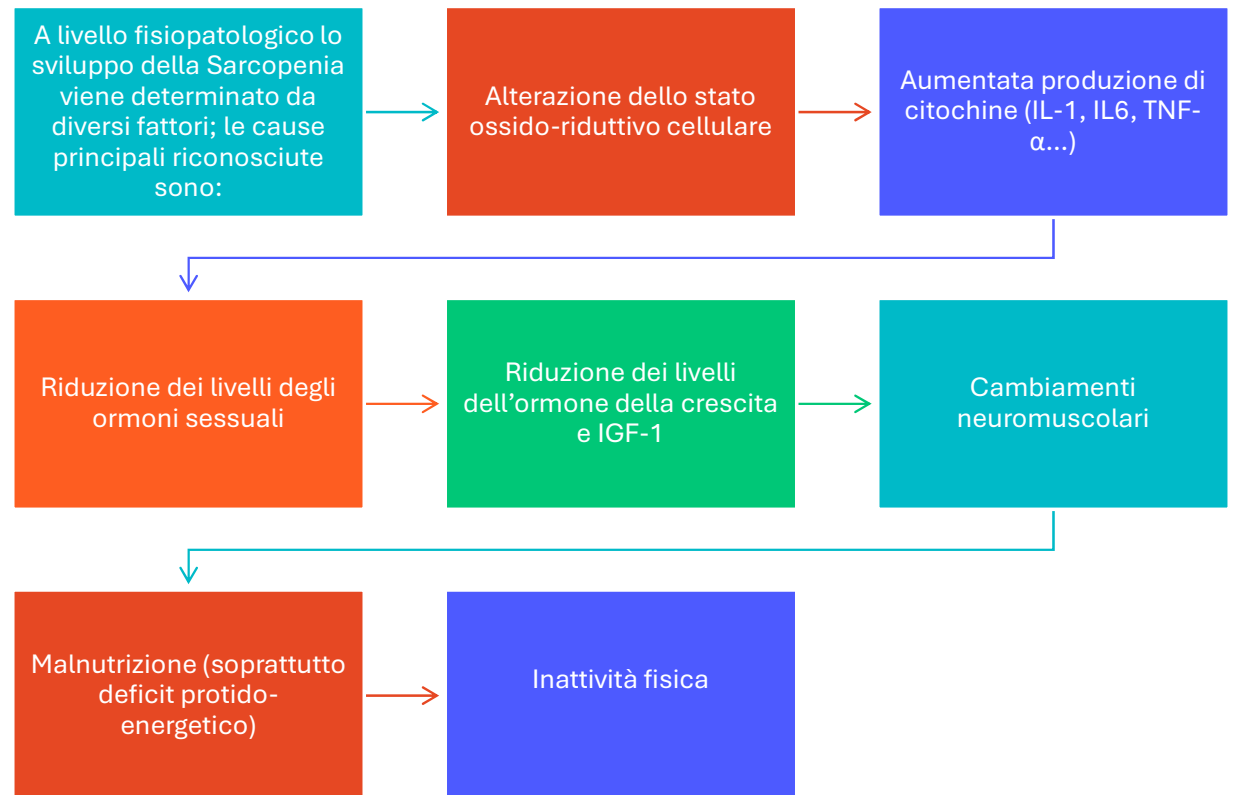 A livello fisiopatologico lo
sviluppo della Sarcopenia
viene determinato da
diversi fattori; le cause
principali riconosciute
sono:
Alterazione dello stato
ossido-riduttivo cellulare
Aumentata produzione di
citochine (IL-1, IL6, TNF-
α...)
Riduzione dei livelli degli
ormoni sessuali
Riduzione dei livelli
dell’ormone della crescita
e IGF-1
Cambiamenti
neuromuscolari
Malnutrizione (soprattutto
deficit protido-
energetico)
Inattività fisica